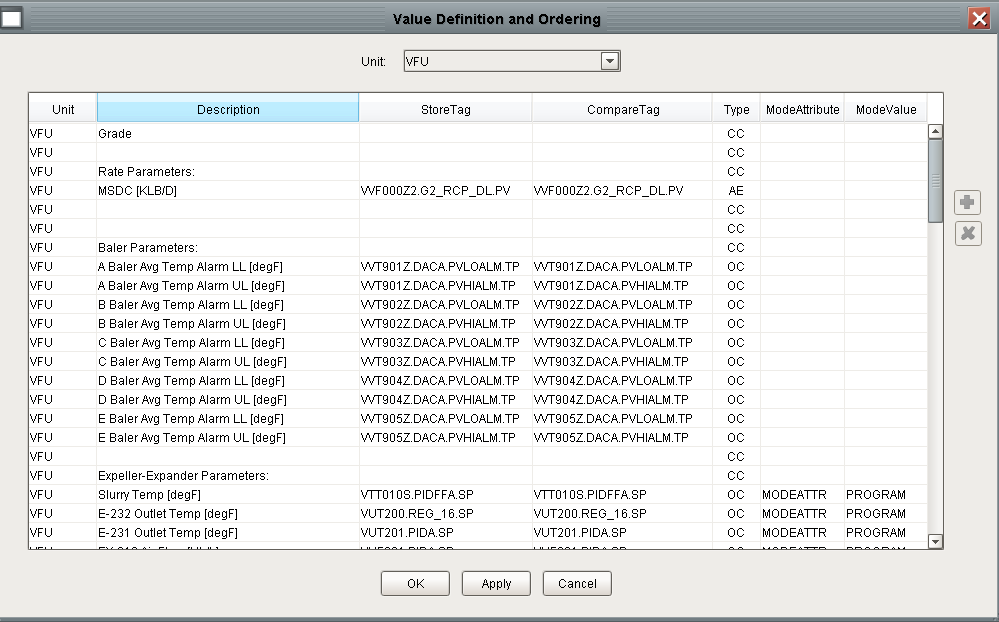 Value Definition and Ordering
Unit: VFU
Unit Description StoreTag CompareTag Type ModeAttribute ModeValue
VFU Grade CC
VFU CC
VFU Rate Parameters: CC
VFU MSDC [KLB/D] VVF000Z2.G2_RCP_DL.PV VVF000Z2.G2_RCP_DL.PV AE
VFU CC
VFU CC
VFU Baler Parameters: CC
VFU A Baler Avg Temp Alarm LL [degF] VVT901Z.DACA.PVLOALM.TP VVT901Z.DACA.PVLOALM.TP OC
VFU A Baler Avg Temp Alarm UL [degF] VVT901Z.DACA.PVHIALM.TP VVT901Z.DACA.PVHIALM.TP OC
VFU B Baler Avg Temp Alarm LL [degF] VVT902Z.DACA.PVLOALM.TP VVT902Z.DACA.PVLOALM.TP OC
VFU B Baler Avg Temp Alarm UL [degF] VVT902Z.DACA.PVHIALM.TP VVT902Z.DACA.PVHIALM.TP OC
VFU C Baler Avg Temp Alarm LL [degF] VVT903Z.DACA.PVLOALM.TP VVT903Z.DACA.PVLOALM.TP OC
VFU C Baler Avg Temp Alarm UL [degF] VVT903Z.DACA.PVHIALM.TP VVT903Z.DACA.PVHIALM.TP OC
VFU D Baler Avg Temp Alarm LL [degF] VVT904Z.DACA.PVLOALM.TP VVT904Z.DACA.PVLOALM.TP OC
VFU D Baler Avg Temp Alarm UL [degF] VVT904Z.DACA.PVHIALM.TP VVT904Z.DACA.PVHIALM.TP OC
VFU E Baler Avg Temp Alarm LL [degF] VVT905Z.DACA.PVLOALM.TP VVT905Z.DACA.PVLOALM.TP OC
VFU E Baler Avg Temp Alarm UL [degF] VVT905Z.DACA.PVHIALM.TP VVT905Z.DACA.PVHIALM.TP OC
VFU CC
VFU Expeller-Expander Parameters: CC
VFU Slurry Temp [degF] VTT010S.PIDFFA.SP VTT010S.PIDFFA.SP OC MODEATTR PROGRAM
VFU E-232 Outlet Temp [degF] VUT200.REG_16.SP VUT200.REG_16.SP OC MODEATTR PROGRAM
VFU E-231 Outlet Temp [degF] VUT201.PIDA.SP VUT201.PIDA.SP OC MODEATTR PROGRAM
OK Apply Cancel